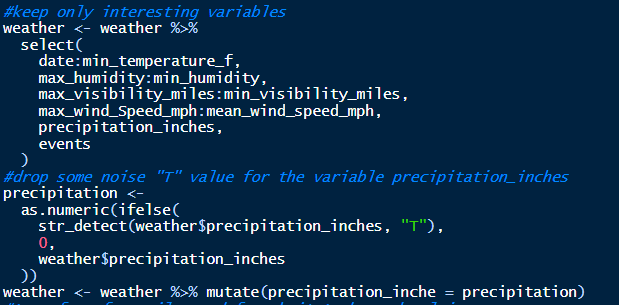 #keep only interesting variables
weather <- weather %>%
select(
date:min_temperature_f,
max_humidity:min_humidity,
max_visibility_miles:min_visibility_miles,
max_wind_Speed_mph:mean_wind_speed_mph,
precipitation_inches,
events
)
#drop some noise "T" value for the variable precipitation_inches
precipitation <-
as.numeric(ifelse(
str_detect(weather$precipitation_inches, "T"),
0,
weather$precipitation_inches
))
weather <- weather %>% mutate(precipitation_inche = precipitation)